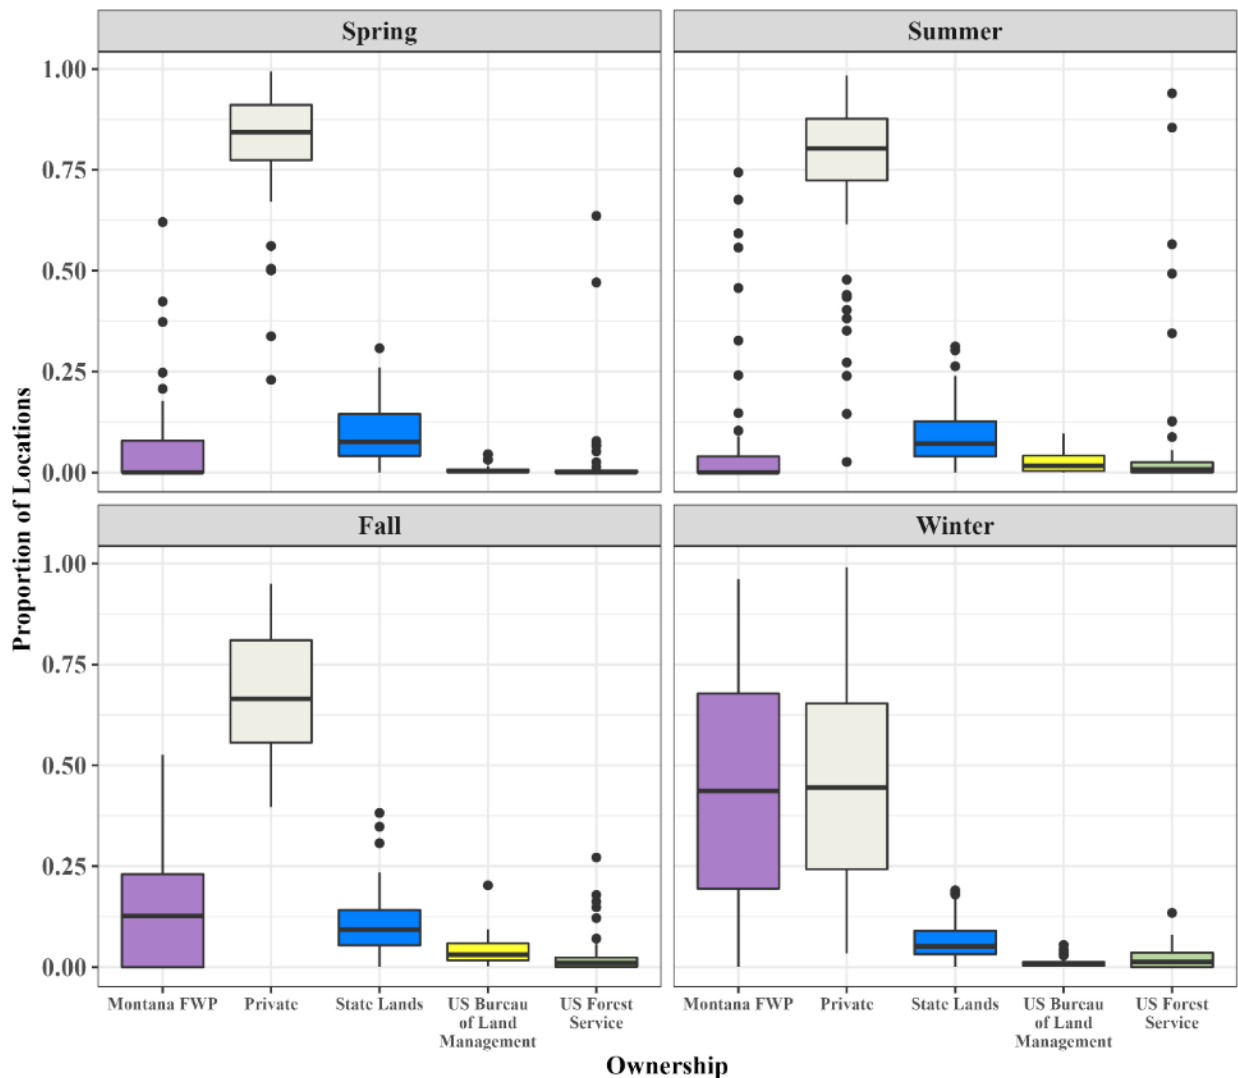 Spring
Summer
1.00
0.75
0.50
0.25
0.00
Fall
Winter
1.00
0.75
0.50
0.25
0.00
Proportion of Locations
Montana FWP
Private
State Lands
US Bureau
of Land
Management
US Forest
Service
Montana FWP
Private
State Lands
US Bureau
of Land
Management
US Forest
Service
Ownership